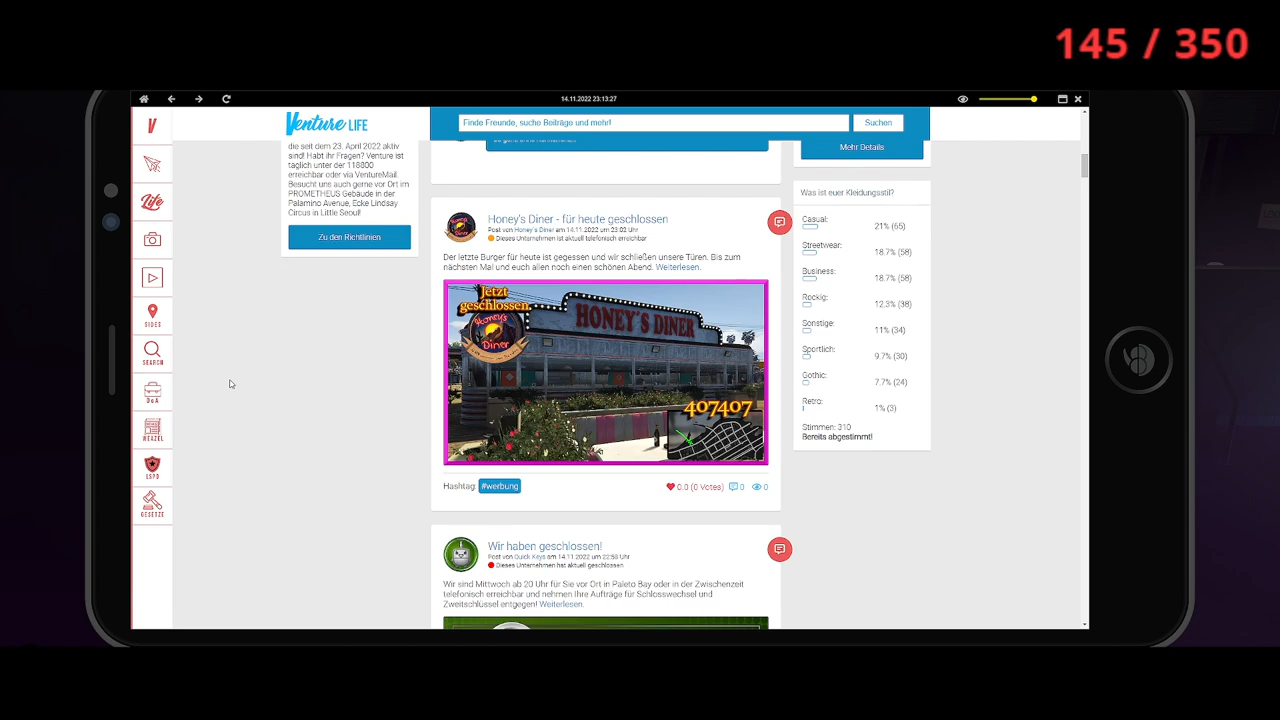 145 / 350
14.11.2022 23:13:27
V
Life
SIDES
SEARCH
DoA
WEAZEL
LSPD
GESETZE
Venture LIFE
Finde Freunde, suche Beiträge und mehr!
Suchen
die seit dem 23. April 2022 aktiv
sind! Habt ihr Fragen? Venture ist
täglich unter der 118800
erreichbar oder via VentureMail.
Besucht uns auch gerne vor Ort im
PROMETHEUS Gebäude in der
Palamino Avenue, Ecke Lindsay
Circus in Little Seoul!
Zu den Richtlinien
Honey's Diner - für heute geschlossen
Post von Honey's Diner am 14.11.2022 um 23:02 Uhr
Dieses Unternehmen ist aktuell telefonisch erreichbar
Der letzte Burger für heute ist gegessen und wir schließen unsere Türen. Bis zum
nächsten Mal und euch allen noch einen schönen Abend. Weiterlesen.
Jetzt
geschlossen.
Honey's
Diner
HONEY'S DINER
407407
Hashtag: #werbung
0.0 (0 Votes) 0 0
Wir haben geschlossen!
Post von Quick Keys am 14.11.2022 um 22:58 Uhr
Dieses Unternehmen hat aktuell geschlossen
Wir sind Mittwoch ab 20 Uhr für Sie vor Ort in Paleto Bay oder in der Zwischenzeit
telefonisch erreichbar und nehmen Ihre Aufträge für Schlosswechsel und
Zweitschlüssel entgegen! Weiterlesen.
Mehr Details
Was ist euer Kleidungsstil?
Casual:
21% (65)
Streetwear:
18.7% (58)
Business:
18.7% (58)
Rockig:
12.3% (38)
Sonstige:
11% (34)
Sportlich:
9.7% (30)
Gothic:
7.7% (24)
Retro:
1% (3)
Stimmen: 310
Bereits abgestimmt!